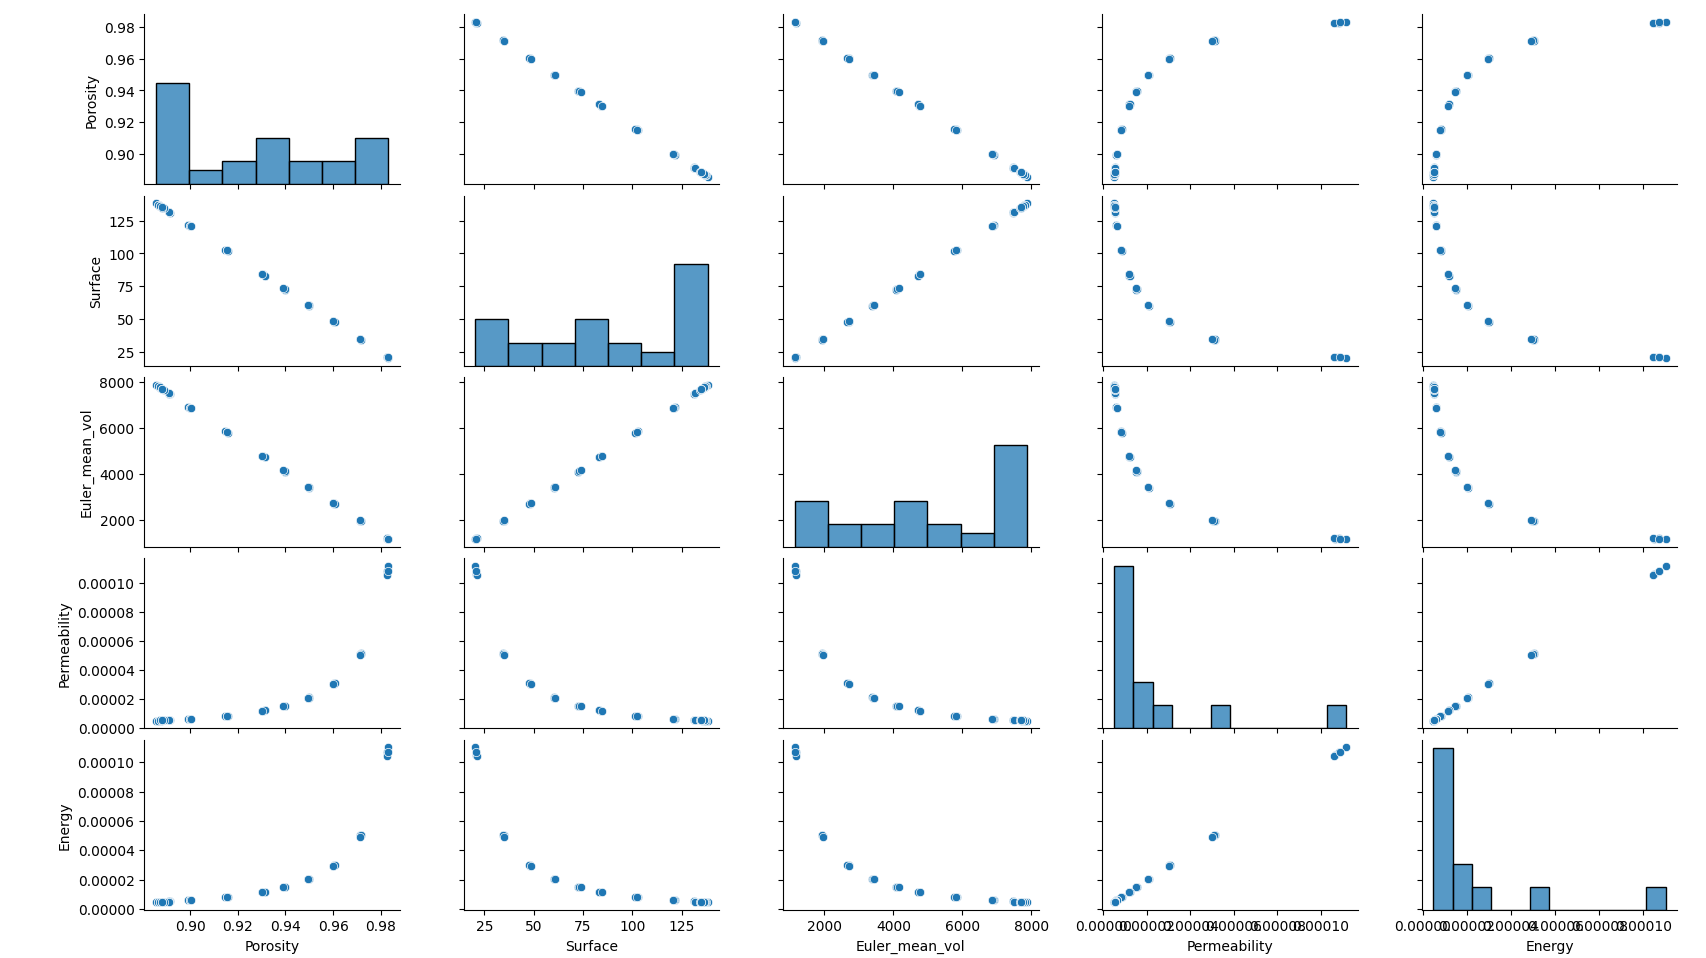 0.98
0.96
0.94
0.92
0.90
Porosity
125
100
75
50
25
Surface
8000
6000
4000
2000
Euler_mean_vol
0.00010
0.00008
0.00006
0.00004
0.00002
0.00000
Permeability
0.00010
0.00008
0.00006
0.00004
0.00002
0.00000
Energy
0.90 0.92 0.94 0.96 0.98
25 50 75 100 125
2000 4000 6000 8000
Porosity Surface Euler_mean_vol Permeability Energy